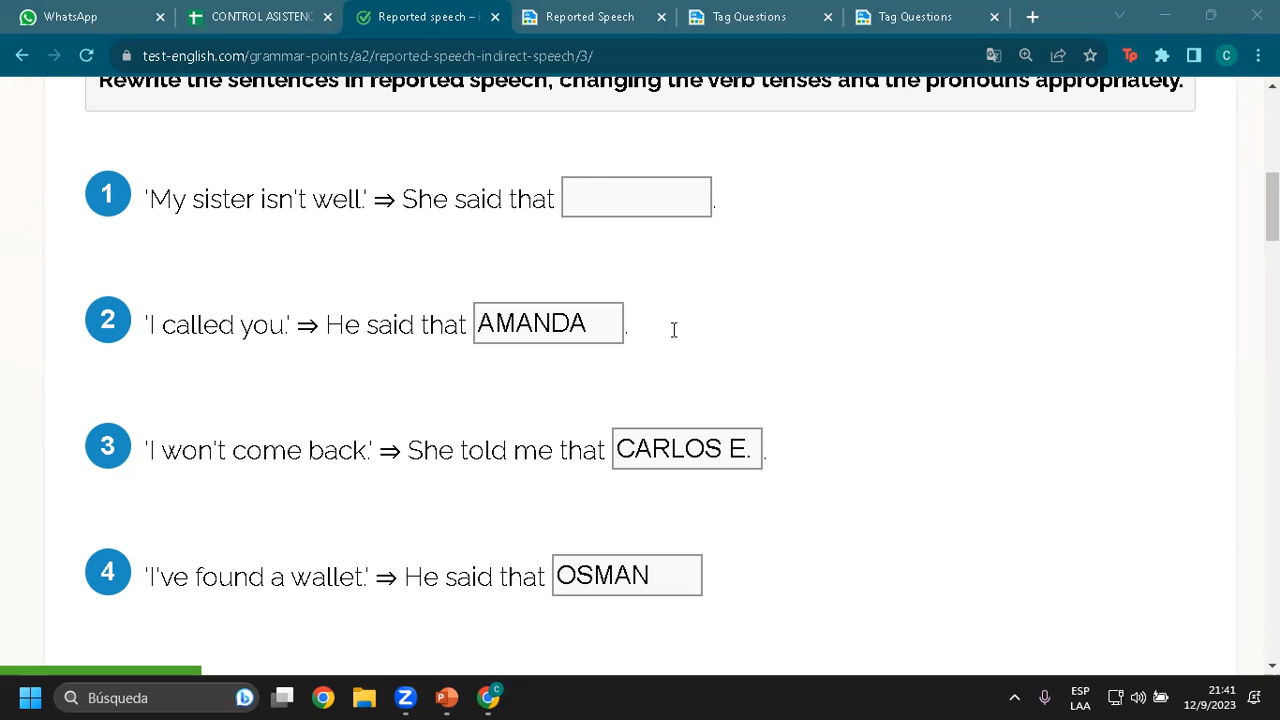 WhatsApp
CONTROL ASISTENC
Reported speech – i
Reported Speech
Tag Questions
Tag Questions
test-english.com/grammar-points/a2/reported-speech-indirect-speech/3/
C
Rewrite the sentences in reported speech, changing the verb tenses and the pronouns appropriately.
1 'My sister isn't well.' ⇒ She said that .
2 'I called you.' ⇒ He said that AMANDA .
3 'I won't come back.' ⇒ She told me that CARLOS E. .
4 'I've found a wallet.' ⇒ He said that OSMAN
Búsqueda
ESP
LAA
21:41
12/9/2023